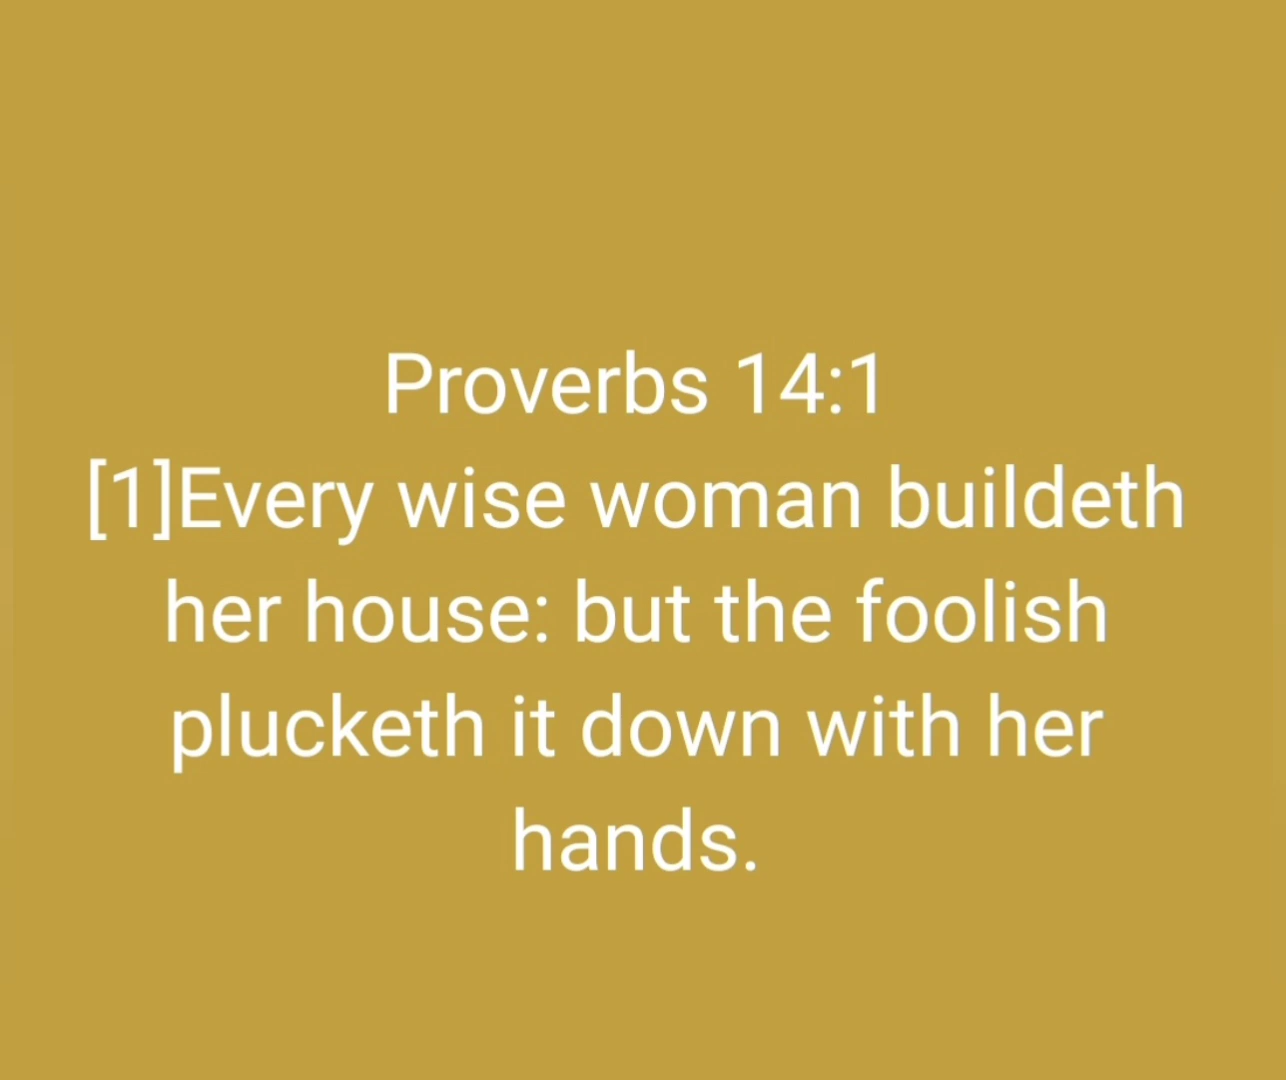 Proverbs 14:1
[1]Every wise woman buildeth
her house: but the foolish
plucketh it down with her
hands.